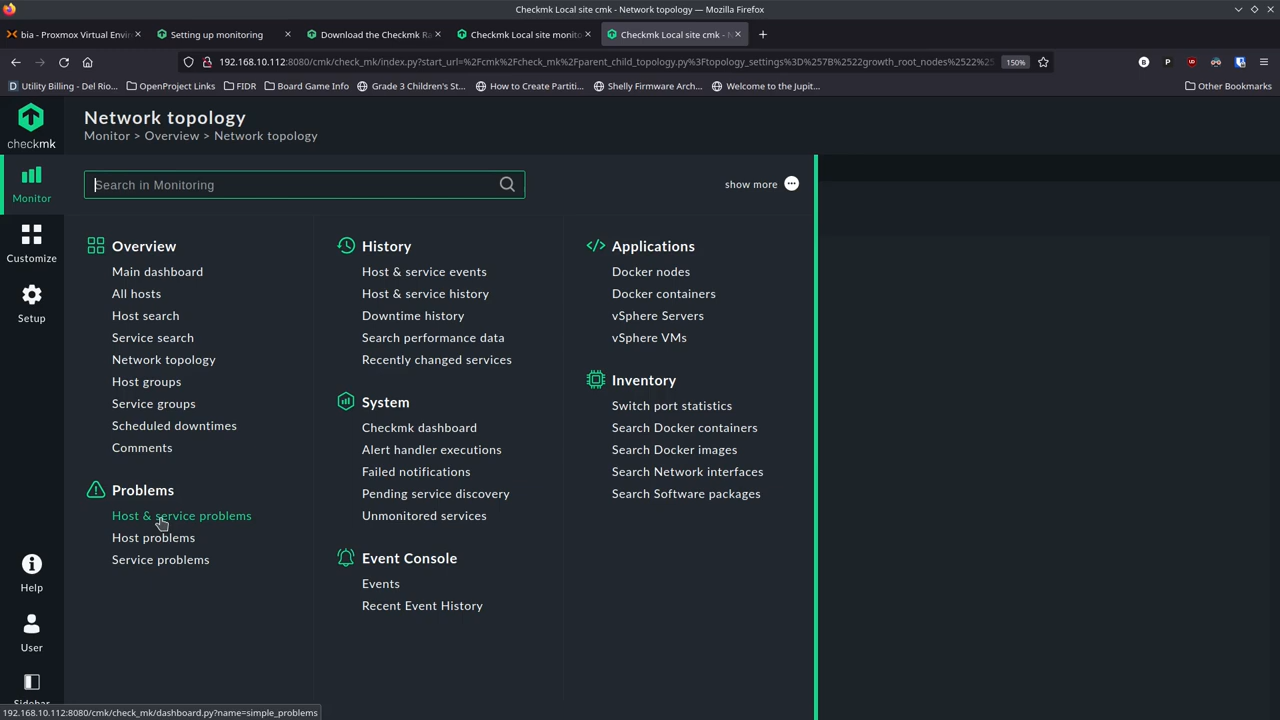 Checkmk Local site cmk - Network topology — Mozilla Firefox
bia - Proxmox Virtual Envir
Setting up monitoring
Download the Checkmk Ra
Checkmk Local site monito
Checkmk Local site cmk - N
192.168.10.112:8080/cmk/check_mk/index.py?start_url=%2Fcmk%2Fcheck_mk%2Fparent_child_topology.py%3Ftopology_settings%3D%257B%2522growth_root_nodes%2522%25
150%
Utility Billing - Del Rio...
OpenProject Links
FIDR
Board Game Info
Grade 3 Children's St...
How to Create Partiti...
Shelly Firmware Arch...
Welcome to the Jupit...
Other Bookmarks
checkmk
Network topology
Monitor > Overview > Network topology
Monitor
Customize
Setup
Help
User
Sidebar
Search in Monitoring
show more
Overview
Main dashboard
All hosts
Host search
Service search
Network topology
Host groups
Service groups
Scheduled downtimes
Comments
Problems
Host & service problems
Host problems
Service problems
History
Host & service events
Host & service history
Downtime history
Search performance data
Recently changed services
System
Checkmk dashboard
Alert handler executions
Failed notifications
Pending service discovery
Unmonitored services
Event Console
Events
Recent Event History
Applications
Docker nodes
Docker containers
vSphere Servers
vSphere VMs
Inventory
Switch port statistics
Search Docker containers
Search Docker images
Search Network interfaces
Search Software packages
192.168.10.112:8080/cmk/check_mk/dashboard.py?name=simple_problems